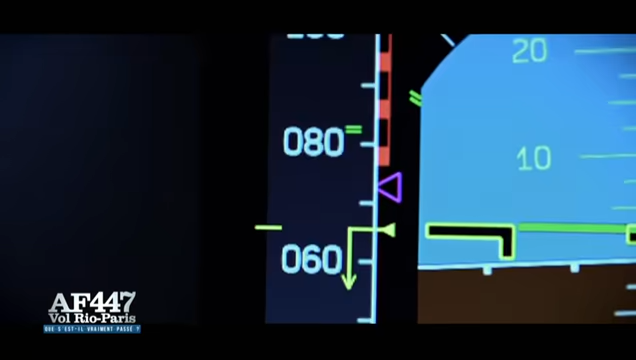 20
080
10
060
AF447
Vol Rio-Paris
QUE S'EST-IL VRAIMENT PASSÉ ?